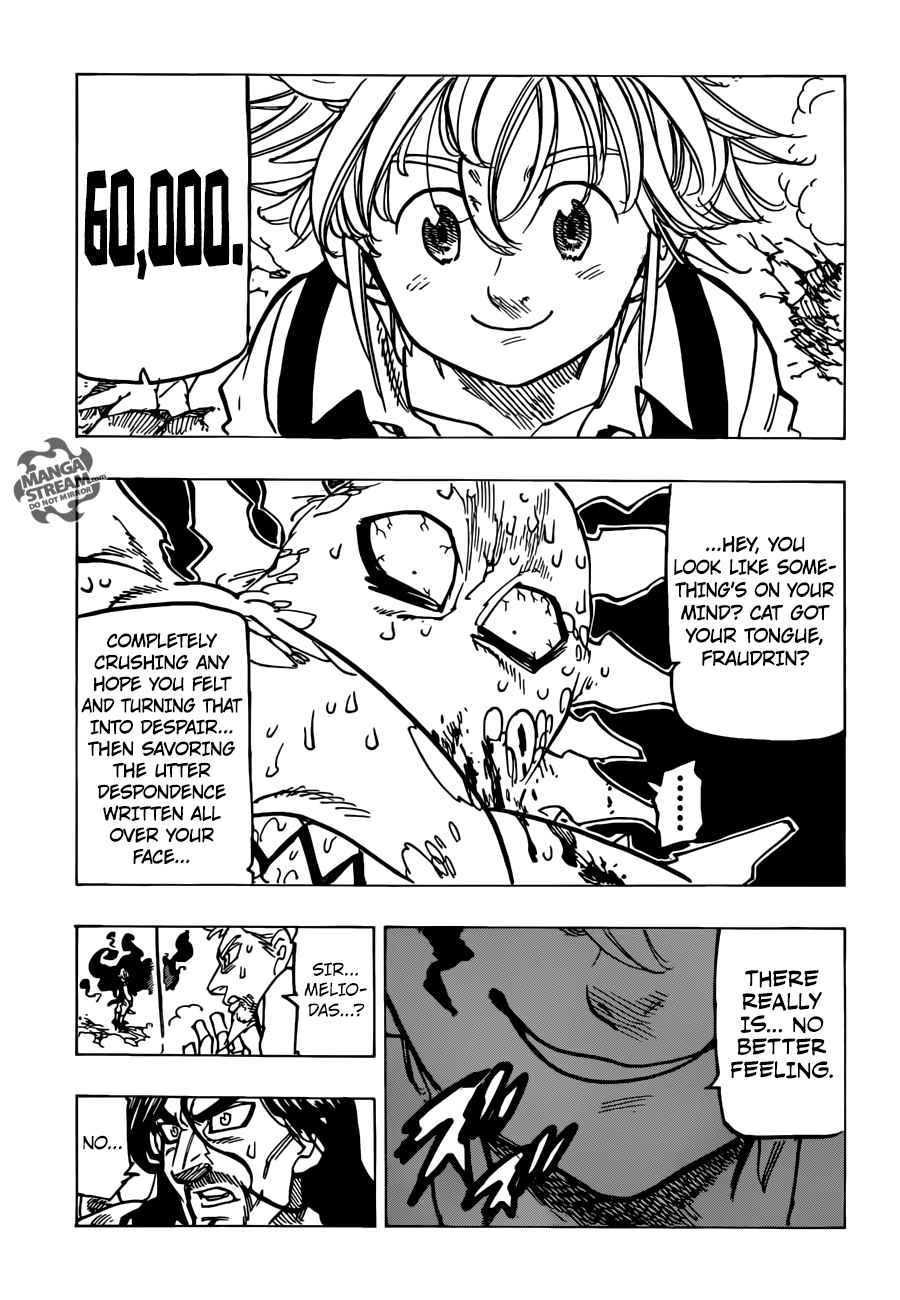 60,000.
MANGA
STREAM.com
DO NOT MIRROR
...HEY, YOU
LOOK LIKE SOME-
THING'S ON YOUR
MIND? CAT GOT
YOUR TONGUE,
FRAUDRIN?
.....
COMPLETELY
CRUSHING ANY
HOPE YOU FELT
AND TURNING THAT
INTO DESPAIR...
THEN SAVORING
THE UTTER
DESPONDENCE
WRITTEN ALL
OVER YOUR
FACE...
THERE
REALLY
IS... NO
BETTER
FEELING.
SIR...
MELIO-
DAS...?
NO...